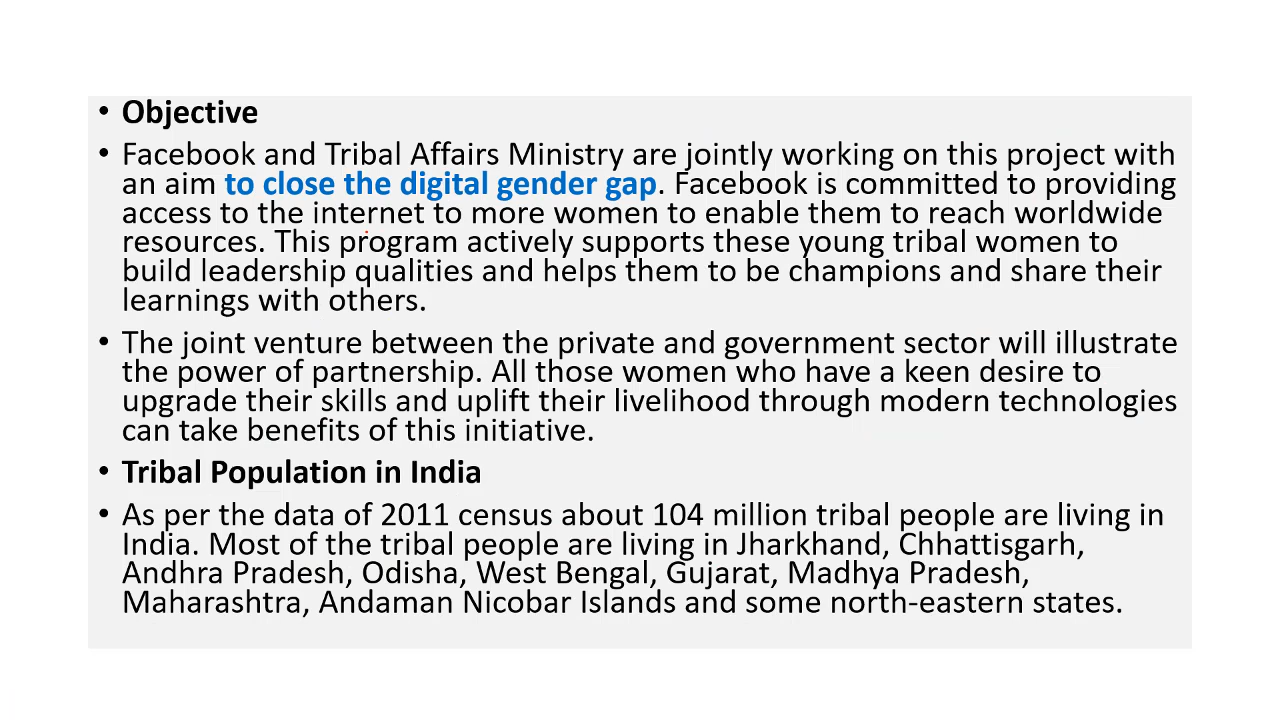 • Objective
• Facebook and Tribal Affairs Ministry are jointly working on this project with
an aim to close the digital gender gap. Facebook is committed to providing
access to the internet to more women to enable them to reach worldwide
resources. This program actively supports these young tribal women to
build leadership qualities and helps them to be champions and share their
learnings with others.
• The joint venture between the private and government sector will illustrate
the power of partnership. All those women who have a keen desire to
upgrade their skills and uplift their livelihood through modern technologies
can take benefits of this initiative.
• Tribal Population in India
• As per the data of 2011 census about 104 million tribal people are living in
India. Most of the tribal people are living in Jharkhand, Chhattisgarh,
Andhra Pradesh, Odisha, West Bengal, Gujarat, Madhya Pradesh,
Maharashtra, Andaman Nicobar Islands and some north-eastern states.